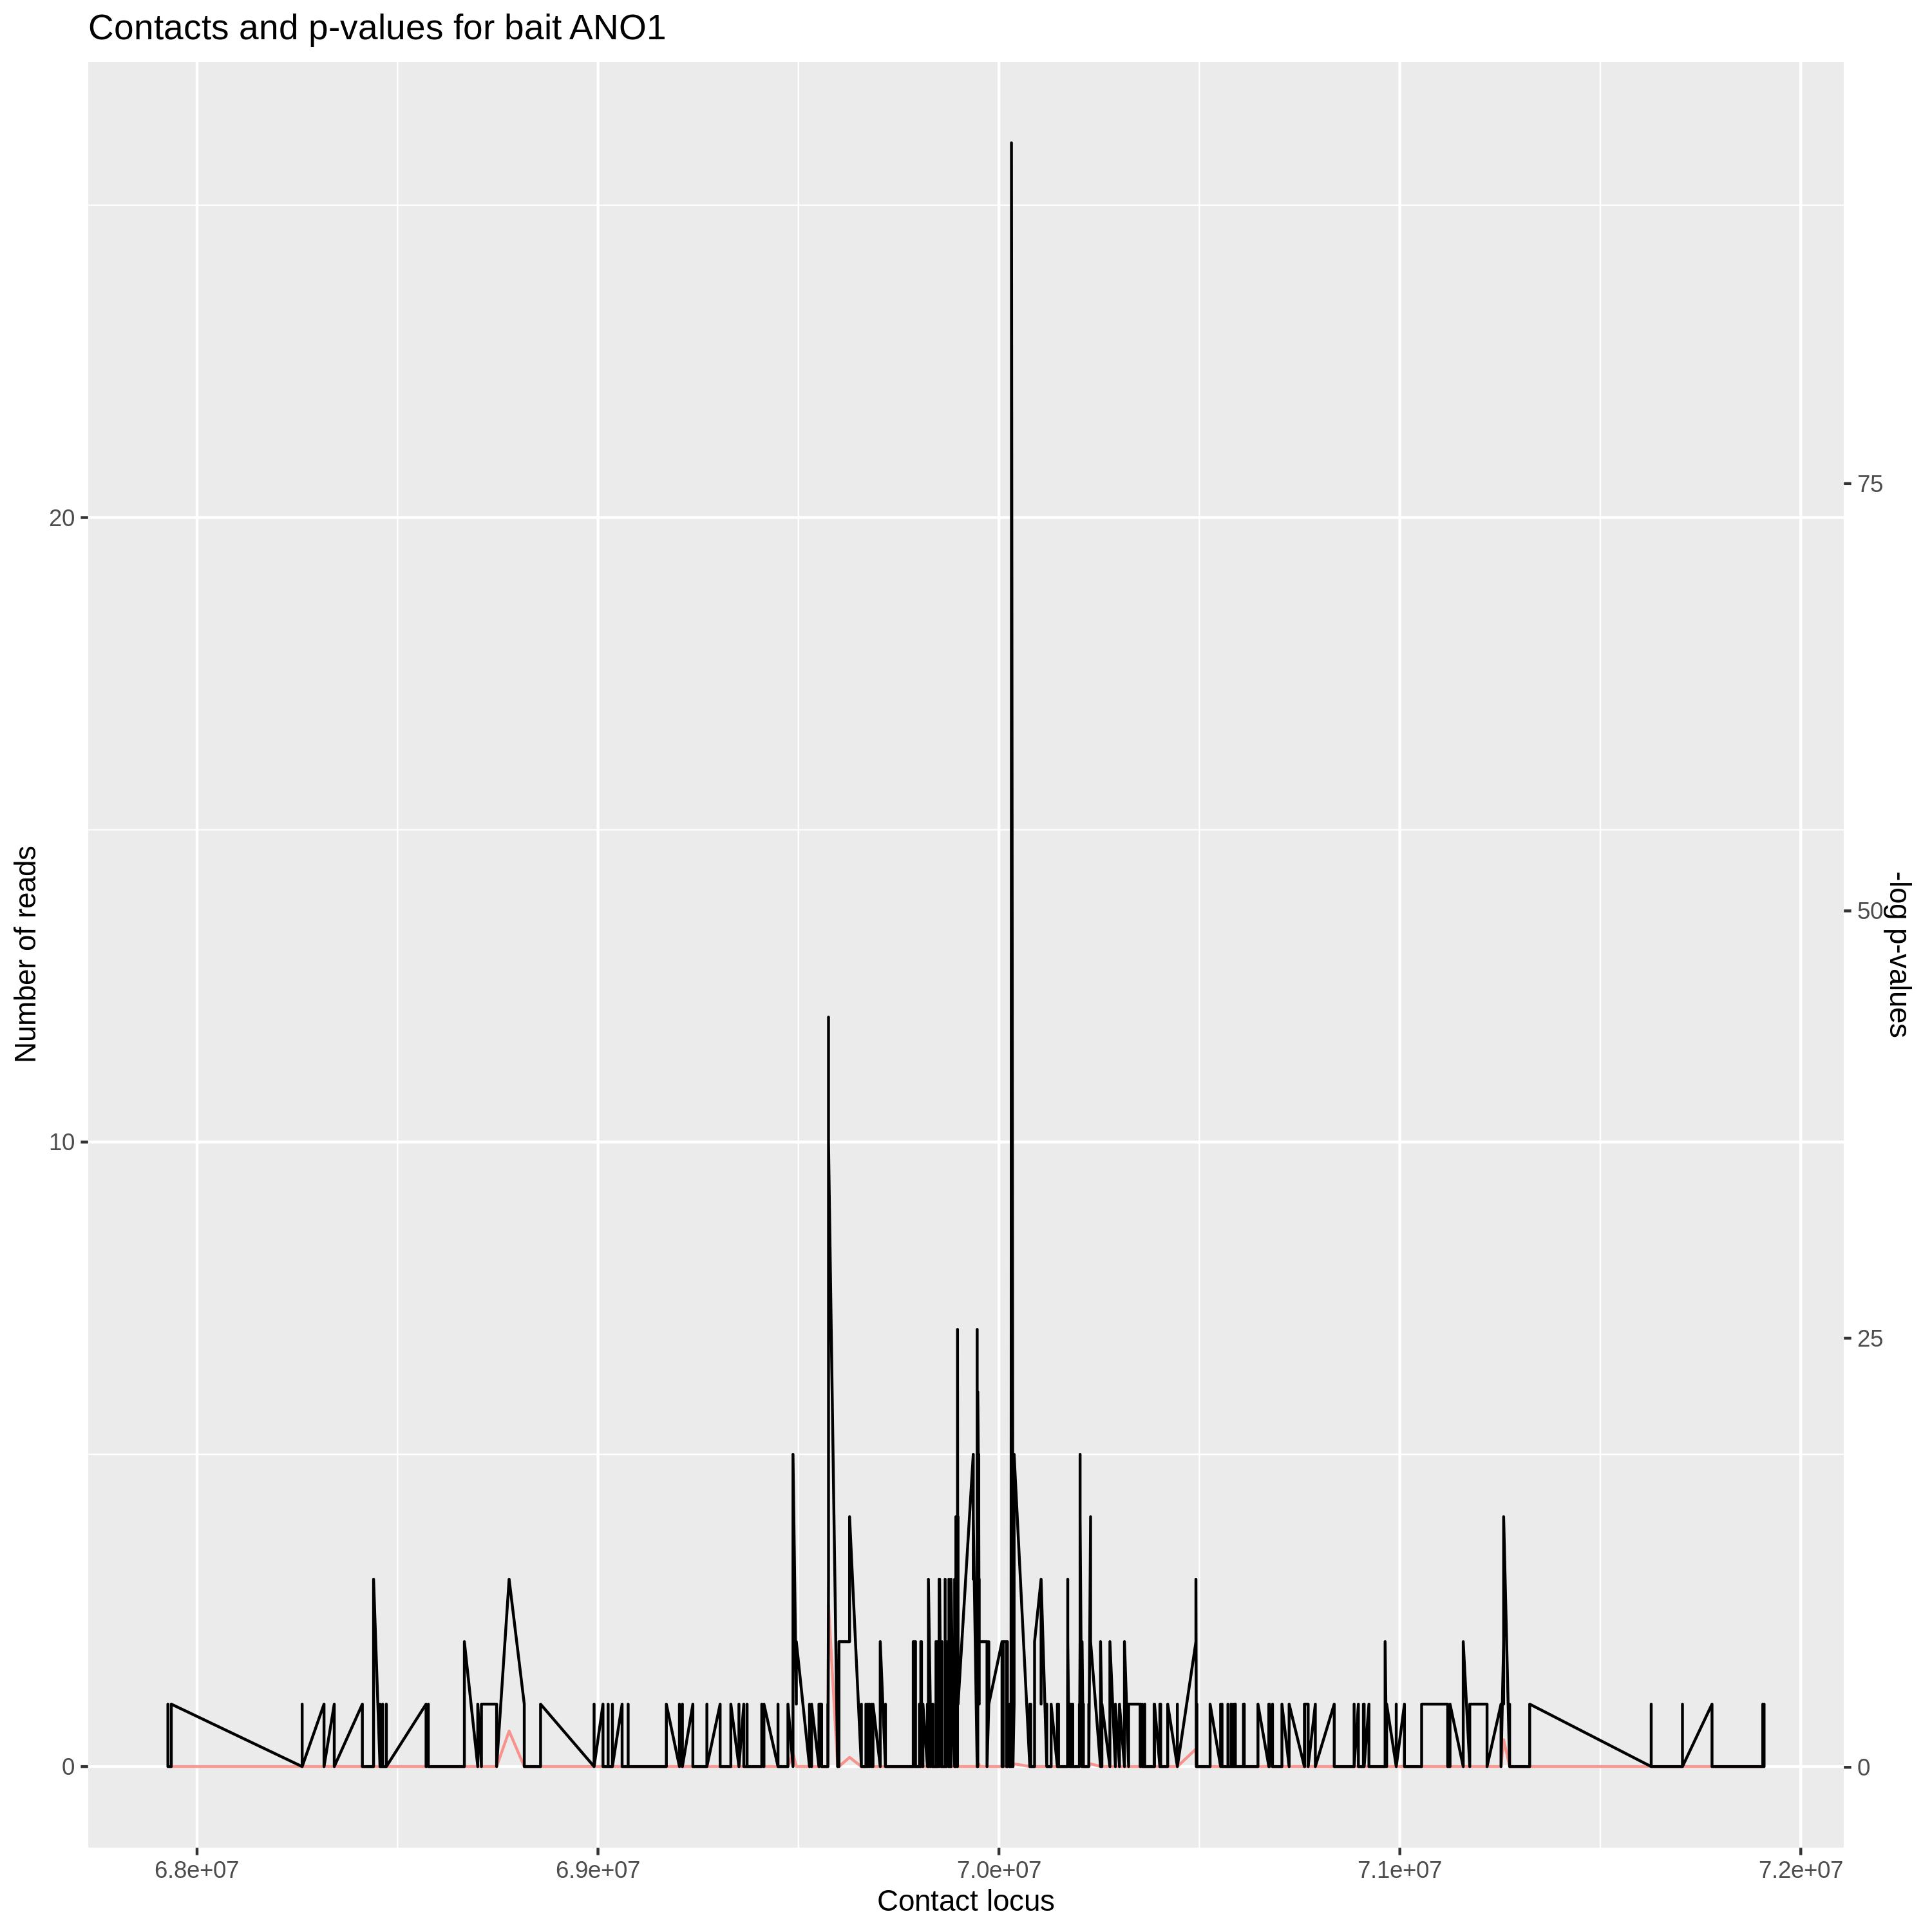 Contacts and p-values for bait ANO1
Number of reads
20
10
0
75
50
25
0
-log p-values
6.8e+07
6.9e+07
7.0e+07
7.1e+07
7.2e+07
Contact locus